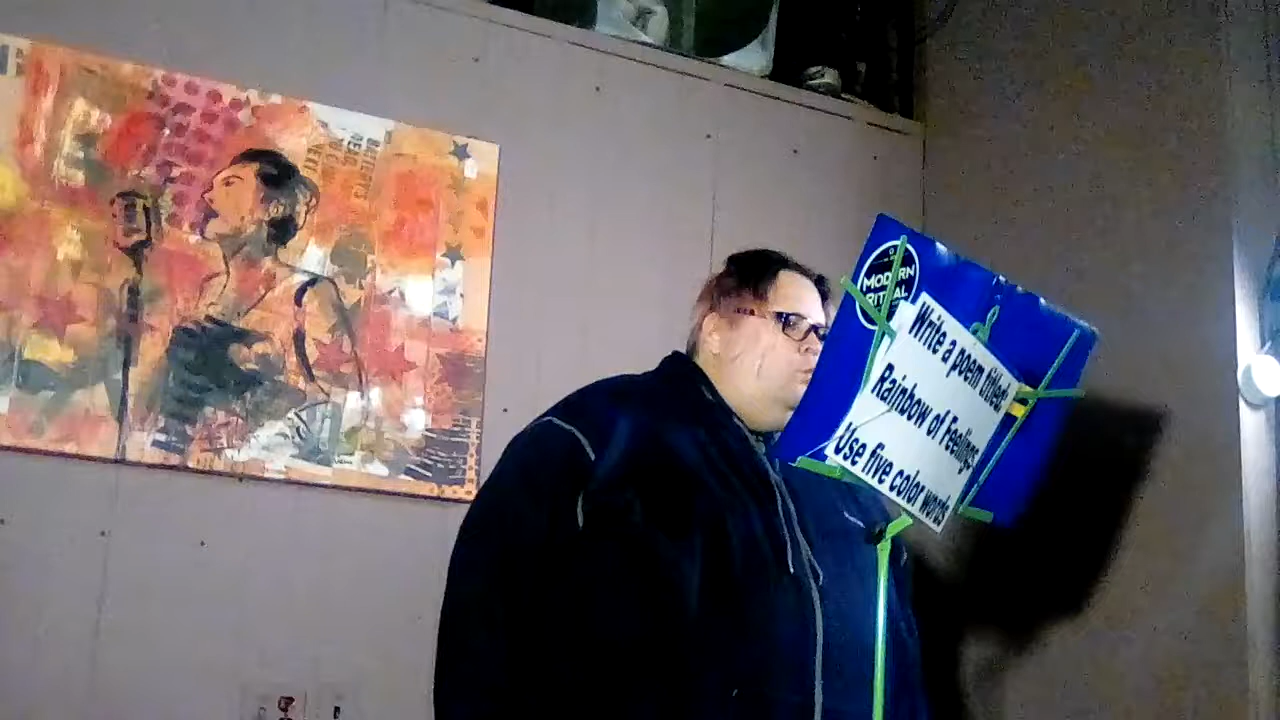 MODERN
RITUAL
Write a poem titled:
Rainbow of Feelings
Use five color words